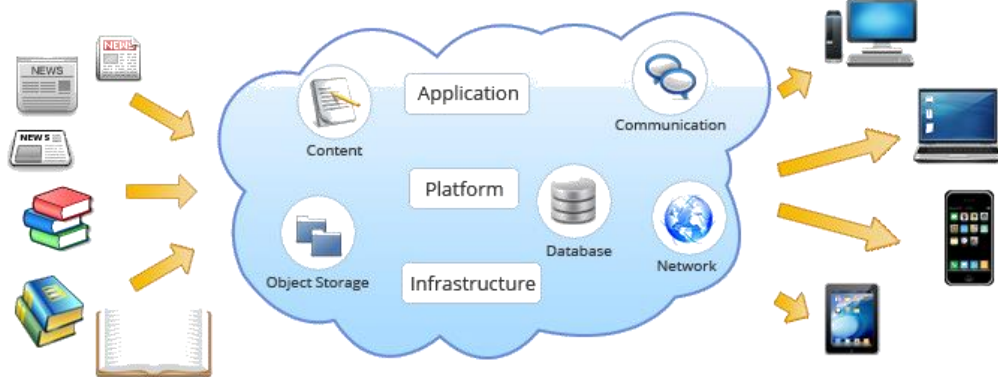 NEWS
NEWS
NEWS
Content
Application
Communication
Platform
Database
Object Storage
Network
Infrastructure